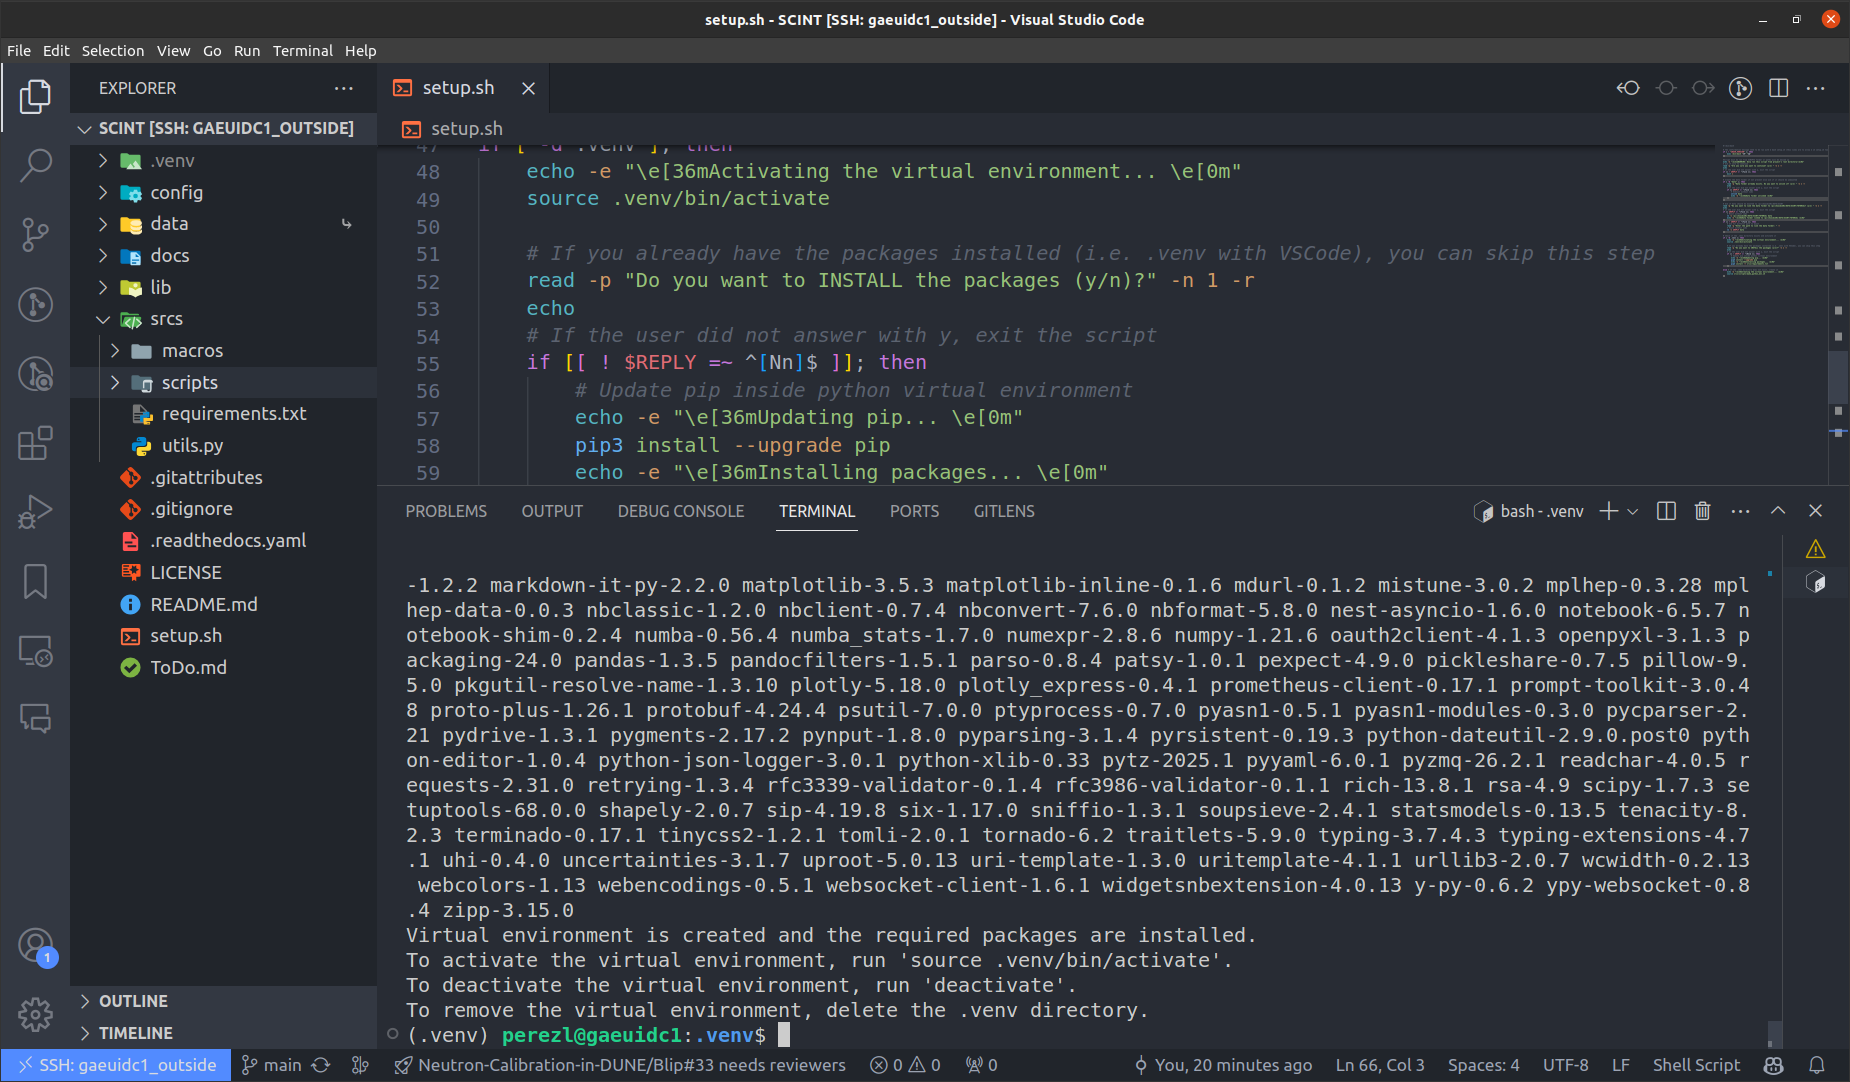 setup.sh - SCINT [SSH: gaeuidc1_outside] - Visual Studio Code
File Edit Selection View Go Run Terminal Help
EXPLORER
SCINT [SSH: GAEUIDC1_OUTSIDE]
.venv
config
data
docs
lib
srcs
macros
scripts
requirements.txt
utils.py
.gitattributes
.gitignore
.readthedocs.yaml
LICENSE
README.md
setup.sh
ToDo.md
OUTLINE
TIMELINE
setup.sh
setup.sh
47 if [ -d .venv ]; then
48 echo -e "\e[36mActivating the virtual environment... \e[0m"
49 source .venv/bin/activate
50
51 # If you already have the packages installed (i.e. .venv with VSCode), you can skip this step
52 read -p "Do you want to INSTALL the packages (y/n)?" -n 1 -r
53 echo
54 # If the user did not answer with y, exit the script
55 if [[ ! $REPLY =~ ^[Nn]$ ]]; then
56 # Update pip inside python virtual environment
57 echo -e "\e[36mUpdating pip... \e[0m"
58 pip3 install --upgrade pip
59 echo -e "\e[36mInstalling packages... \e[0m"
PROBLEMS OUTPUT DEBUG CONSOLE TERMINAL PORTS GITLENS
bash - .venv
-1.2.2 markdown-it-py-2.2.0 matplotlib-3.5.3 matplotlib-inline-0.1.6 mdurl-0.1.2 mistune-3.0.2 mplhep-0.3.28 mpl
hep-data-0.0.3 nbclassic-1.2.0 nbclient-0.7.4 nbconvert-7.6.0 nbformat-5.8.0 nest-asyncio-1.6.0 notebook-6.5.7 n
otebook-shim-0.2.4 numba-0.56.4 numba_stats-1.7.0 numexpr-2.8.6 numpy-1.21.6 oauth2client-4.1.3 openpyxl-3.1.3 p
ackaging-24.0 pandas-1.3.5 pandocfilters-1.5.1 parso-0.8.4 patsy-1.0.1 pexpect-4.9.0 pickleshare-0.7.5 pillow-9.
5.0 pkgutil-resolve-name-1.3.10 plotly-5.18.0 plotly_express-0.4.1 prometheus-client-0.17.1 prompt-toolkit-3.0.4
8 proto-plus-1.26.1 protobuf-4.24.4 psutil-7.0.0 ptyprocess-0.7.0 pyasn1-0.5.1 pyasn1-modules-0.3.0 pycparser-2.
21 pydrive-1.3.1 pygments-2.17.2 pynput-1.8.0 pyparsing-3.1.4 pyrsistent-0.19.3 python-dateutil-2.9.0.post0 pyth
on-editor-1.0.4 python-json-logger-3.0.1 python-xlib-0.33 pytz-2025.1 pyyaml-6.0.1 pyzmq-26.2.1 readchar-4.0.5 r
equests-2.31.0 retrying-1.3.4 rfc3339-validator-0.1.4 rfc3986-validator-0.1.1 rich-13.8.1 rsa-4.9 scipy-1.7.3 se
tuptools-68.0.0 shapely-2.0.7 sip-4.19.8 six-1.17.0 sniffio-1.3.1 soupsieve-2.4.1 statsmodels-0.13.5 tenacity-8.
2.3 terminado-0.17.1 tinycss2-1.2.1 tomli-2.0.1 tornado-6.2 traitlets-5.9.0 typing-3.7.4.3 typing-extensions-4.7
.1 uhi-0.4.0 uncertainties-3.1.7 uproot-5.0.13 uri-template-1.3.0 uritemplate-4.1.1 urllib3-2.0.7 wcwidth-0.2.13
webcolors-1.13 webencodings-0.5.1 websocket-client-1.6.1 widgetsnbextension-4.0.13 y-py-0.6.2 ypy-websocket-0.8
.4 zipp-3.15.0
Virtual environment is created and the required packages are installed.
To activate the virtual environment, run 'source .venv/bin/activate'.
To deactivate the virtual environment, run 'deactivate'.
To remove the virtual environment, delete the .venv directory.
(.venv) perezl@gaeuidc1:.venv$
1
SSH: gaeuidc1_outside main Neutron-Calibration-in-DUNE/Blip#33 needs reviewers 0 0 0 You, 20 minutes ago Ln 66, Col 3 Spaces: 4 UTF-8 LF Shell Script